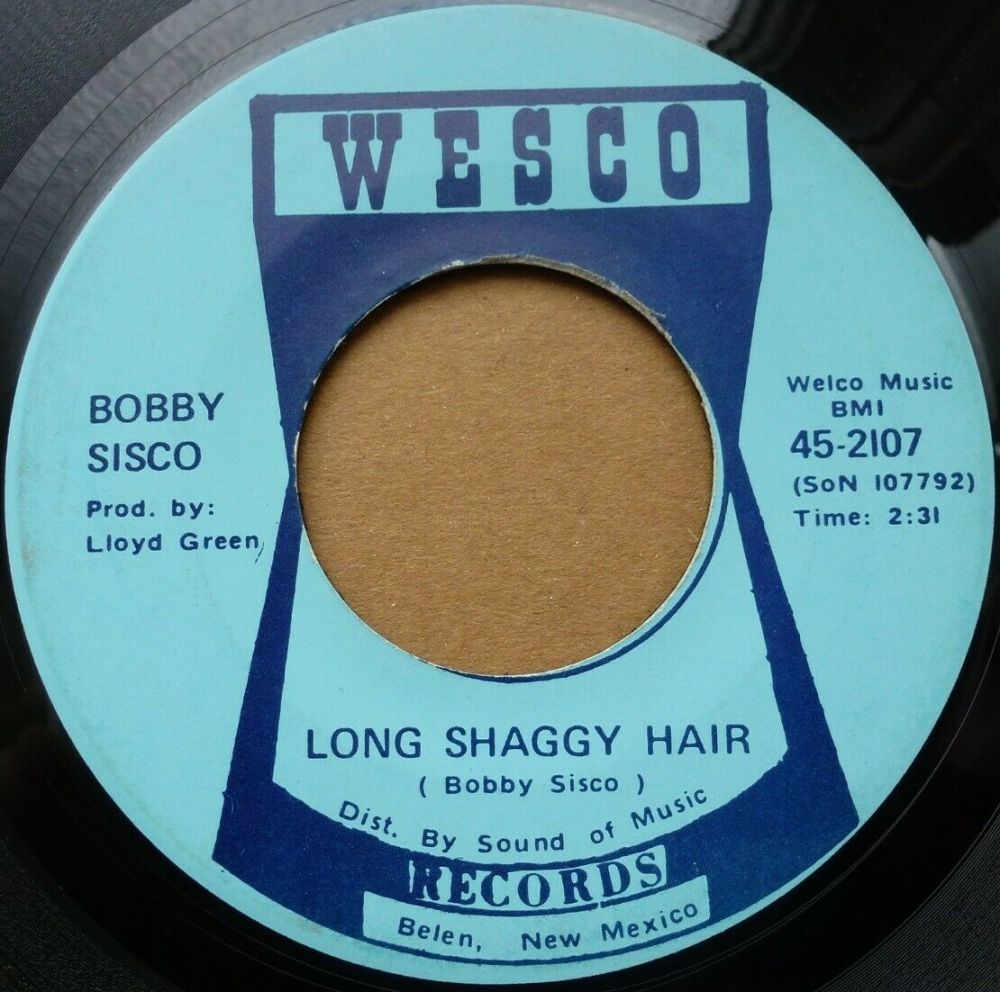 WESCO
BOBBY
SISCO
Prod. by:
Lloyd Green
Welco Music
BMI
45-2107
(SoN 107792)
Time: 2:31
LONG SHAGGY HAIR
( Bobby Sisco )
Dist. By Sound of Music
RECORDS
Belen, New Mexico